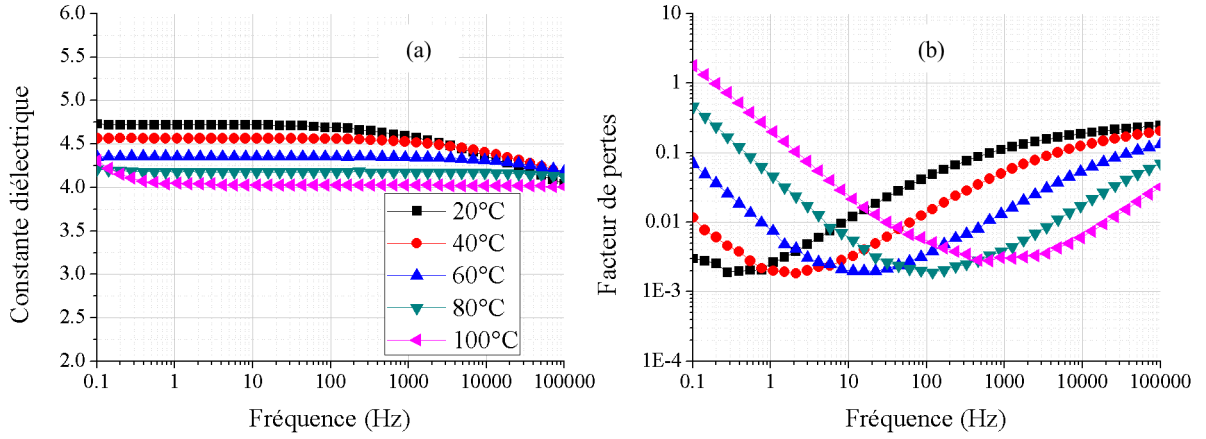 (a)
Constante diélectrique
6.0
5.5
5.0
4.5
4.0
3.5
3.0
2.5
2.0
20°C
40°C
60°C
80°C
100°C
0.1 1 10 100 1000 10000 100000
Fréquence (Hz)
(b)
Facteur de pertes
10
1
0.1
0.01
1E-3
1E-4
0.1 1 10 100 1000 10000 100000
Fréquence (Hz)